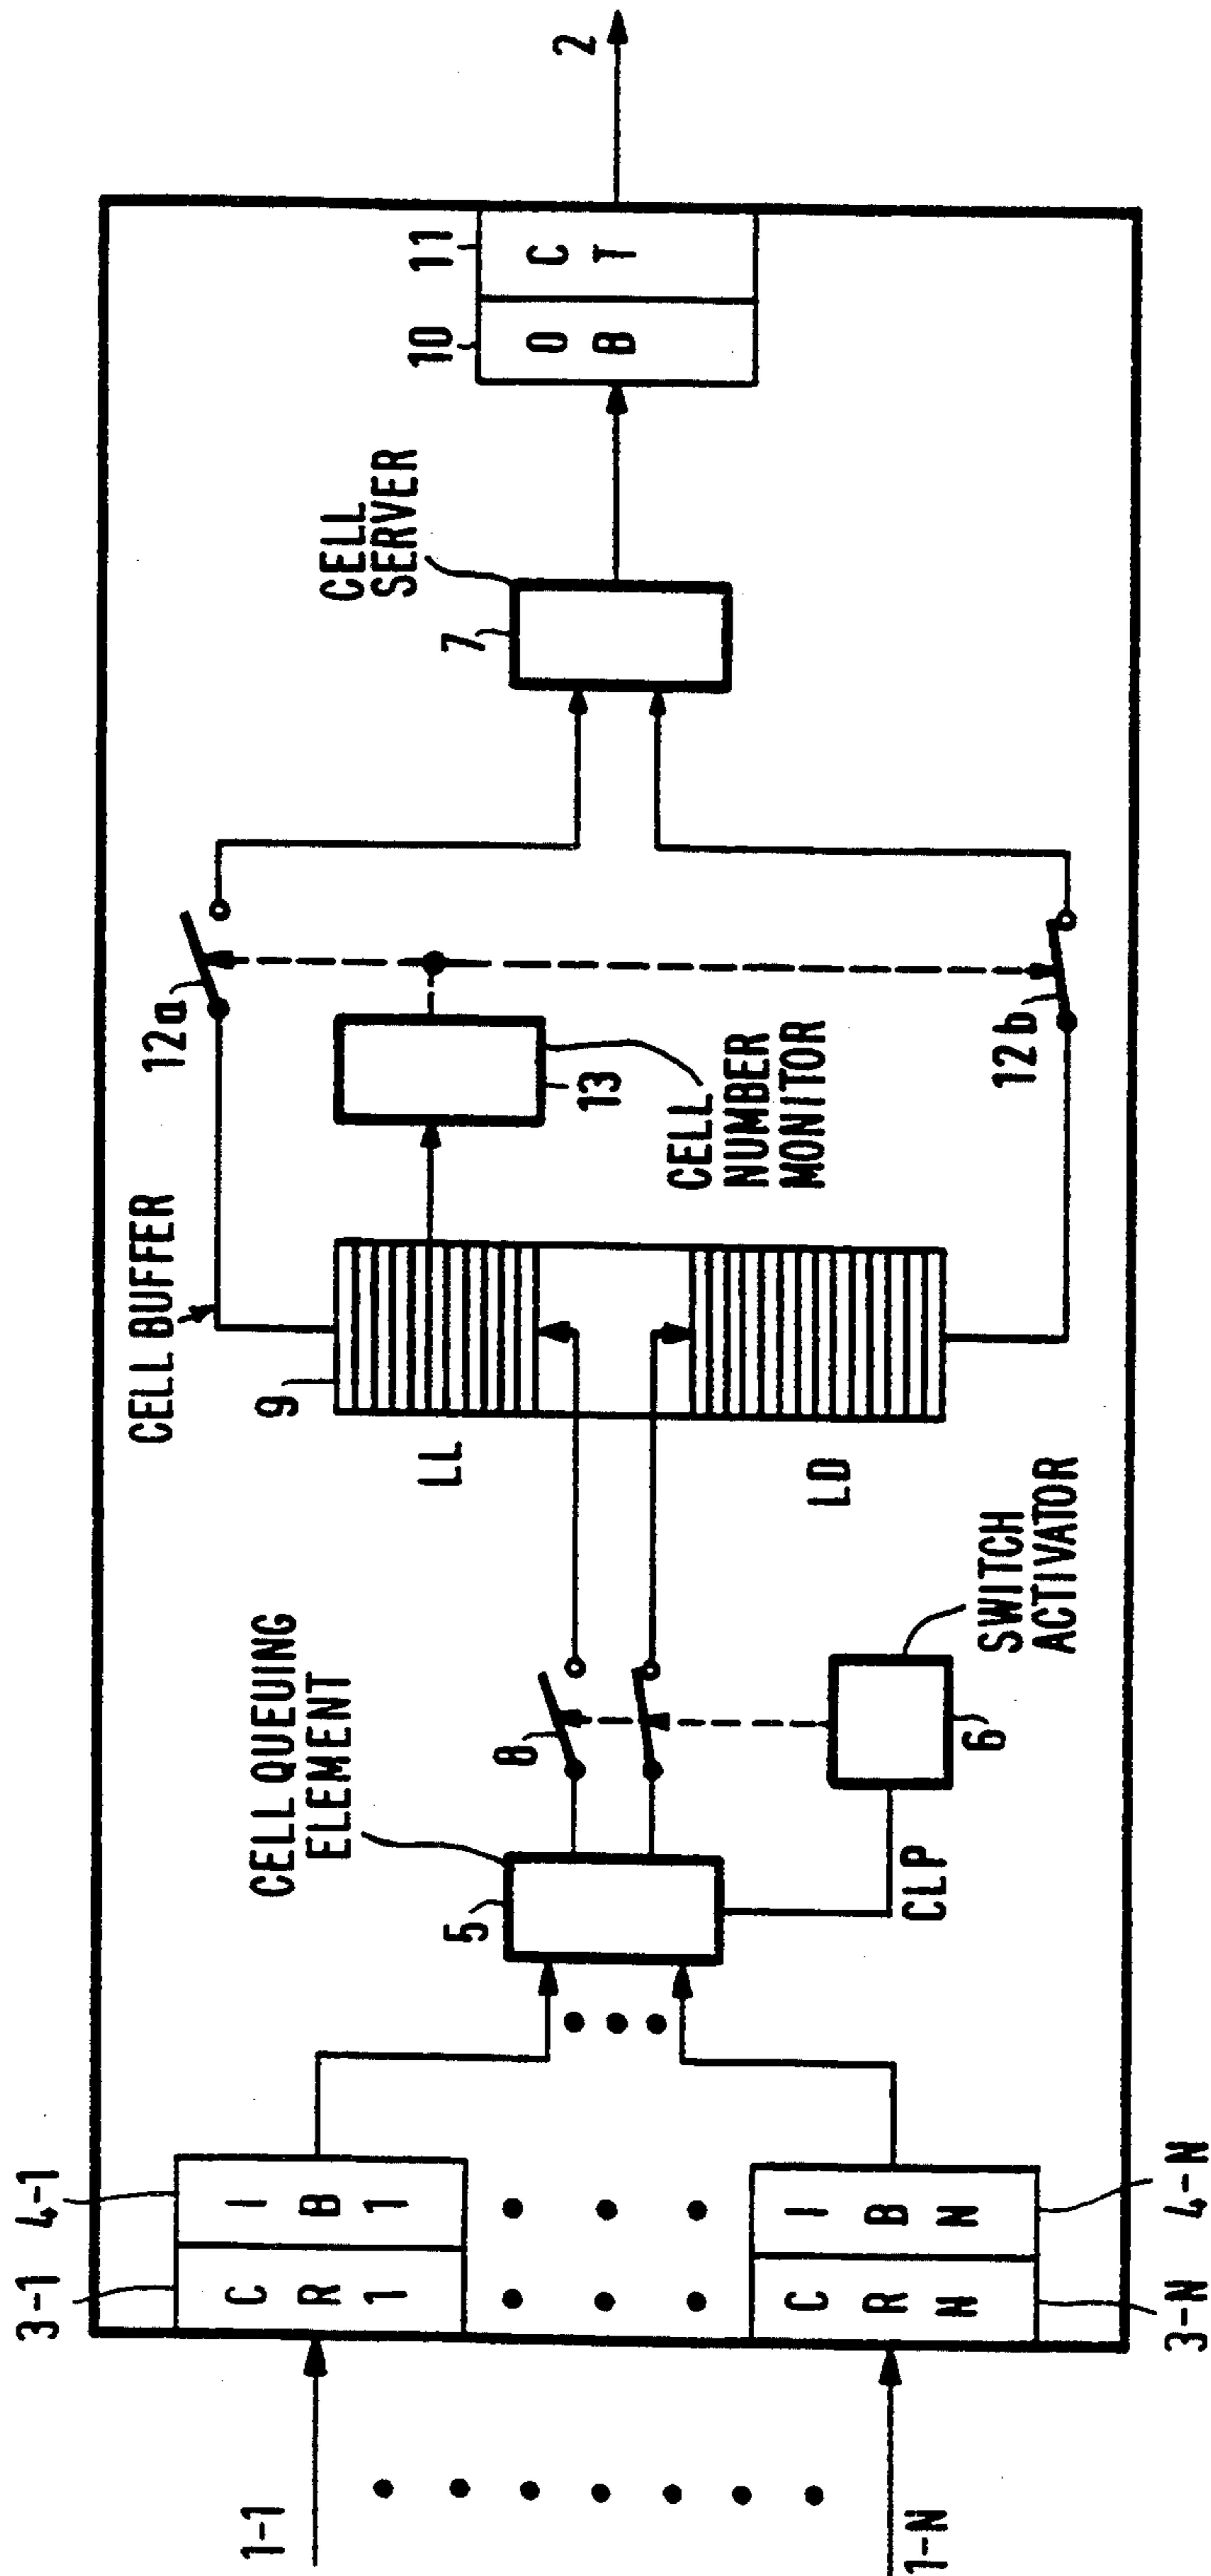 1-1
1-N
3-1
4-1
C
R
1
I
B
1
C
R
N
I
B
N
3-N
4-N
CELL QUEUING
ELEMENT
5
8
CLP
6
SWITCH
ACTIVATOR
CELL BUFFER
9
LL
LD
13
CELL
NUMBER
MONITOR
12a
12b
CELL
SERVER
7
10
11
O
B
C
T
2